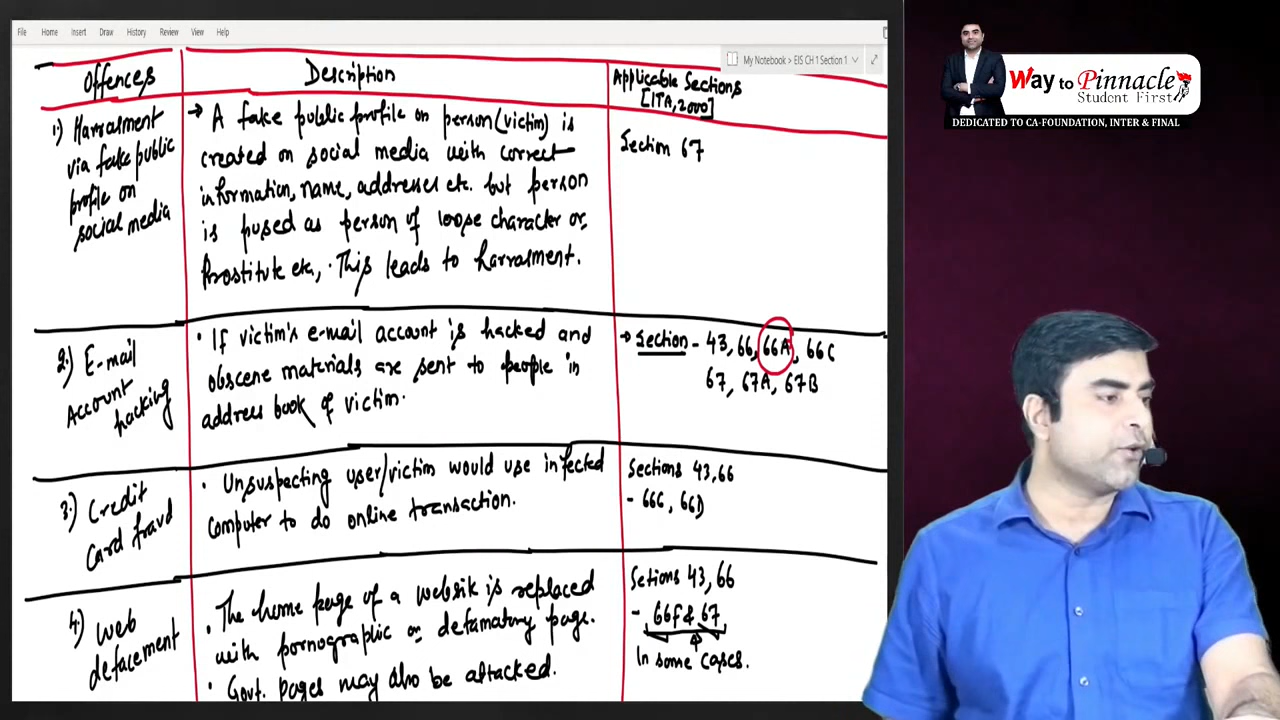 File Home Insert Draw History Review View Help
My Notebook > EIS CH 1 Section 1
Offences
Description
Applicable Sections
[ITA, 2000]
1.) Harrasment
via fake public
profile on
social media
→ A fake public profile on person (victim) is
created on social media with correct
information, name, addresses etc. but person
is pused as person of loose character or
Prostitute etc,. This leads to harrasment.
Section 67
2.) E-mail
Account
hacking
• If victim's e-mail account is hacked and
obscene materials are sent to people in
address book of victim.
→ Section - 43, 66, 66A, 66C
67, 67A, 67B
3.) Credit
Card fraud
• Unsuspecting user/victim would use infected
computer to do online transaction.
Sections 43,66
- 66C, 66D
4.) Web
defacement
• The home page of a website is replaced
with pornographic or defamatory page.
• Govt. pages may also be attacked.
Setions 43, 66
- 66F & 67
In some cases.
Way to Pinnacle
Student First
DEDICATED TO CA-FOUNDATION, INTER & FINAL